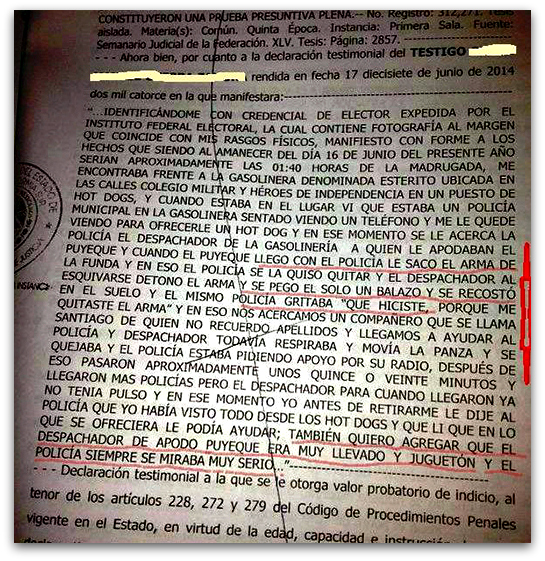 CONSTITUYERON UNA PRUEBA PRESUNTIVA PLENA.-- No. Registro: 312,271. Tesis
aislada. Materia(s): Común. Quinta Época. Instancia: Primera Sala. Fuente:
Semanario Judicial de la Federación. XLV. Tesis: Página: 2857.
- - - Ahora bien, por cuanto a la declaración testimonial del TESTIGO
rendida en fecha 17 diecisiete de junio de 2014
dos mil catorce en la que manifestara:
"...IDENTIFICÁNDOME CON CREDENCIAL DE ELECTOR EXPEDIDA POR EL
INSTITUTO FEDERAL ELECTORAL, LA CUAL CONTIENE FOTOGRAFÍA AL MARGEN
QUE COINCIDE CON MIS RASGOS FÍSICOS, MANIFIESTO CON FORME A LOS
HECHOS QUE SIENDO AL AMANECER DEL DÍA 16 DE JUNIO DEL PRESENTE AÑO
SERIAN APROXIMADAMENTE LAS 01:40 HORAS DE LA MADRUGADA, ME
ENCONTRABA FRENTE A LA GASOLINERA DENOMINADA ESTERITO UBICADA EN
LAS CALLES COLEGIO MILITAR Y HÉROES DE INDEPENDENCIA EN UN PUESTO DE
HOT DOGS, Y CUANDO ESTABA EN EL LUGAR VI QUE ESTABA UN POLICÍA
MUNICIPAL EN LA GASOLINERA SENTADO VIENDO UN TELÉFONO Y ME LE QUEDE
VIENDO PARA OFRECERLE UN HOT DOG Y EN ESE MOMENTO SE LE ACERCA LA
POLICÍA EL DESPACHADOR DE LA GASOLINERÍA A QUIEN LE APODABAN EL
PUYEQUE Y CUANDO EL PUYEQUE LLEGO CON EL POLICÍA LE SACO EL ARMA DE
LA FUNDA Y EN ESO EL POLICÍA SE LA QUISO QUITAR Y EL DESPACHADOR AL
ESQUIVARSE DETONO EL ARMA Y SE PEGO EL SOLO UN BALAZO Y SE RECOSTÓ
EN EL SUELO Y EL MISMO POLICÍA GRITABA "QUE HICISTE, PORQUE ME
QUITASTE EL ARMA" Y EN ESO NOS ACERCAMOS UN COMPAÑERO QUE SE LLAMA
SANTIAGO DE QUIEN NO RECUERDO APELLIDOS Y LLEGAMOS A AYUDAR AL
POLICÍA Y DESPACHADOR TODAVÍA RESPIRABA Y MOVÍA LA PANZA Y SE
QUEJABA Y EL POLICÍA ESTABA PIDIENDO APOYO POR SU RADIO, DESPUÉS DE
ESO PASARON APROXIMADAMENTE UNOS QUINCE O VEINTE MINUTOS Y
LLEGARON MAS POLICÍAS PERO EL DESPACHADOR PARA CUANDO LLEGARON YA
NO TENIA PULSO Y EN ESE MOMENTO YO ANTES DE RETIRARME LE DIJE AL
POLICÍA QUE YO HABÍA VISTO TODO DESDE LOS HOT DOGS Y QUE LI QUE EN LO
QUE SE OFRECIERA LE PODÍA AYUDAR; TAMBIÉN QUIERO AGREGAR QUE EL
DESPACHADOR DE APODO PUYEQUE ERA MUY LLEVADO Y JUGUETÓN Y EL
POLICÍA SIEMPRE SE MIRABA MUY SERIO ."
- - - Declaración testimonial a la que se le otorga valor probatorio de indicio, al
tenor de los artículos 228, 272 y 279 del Código de Procedimientos Penales
vigente en el Estado, en virtud de la edad, capacidad e